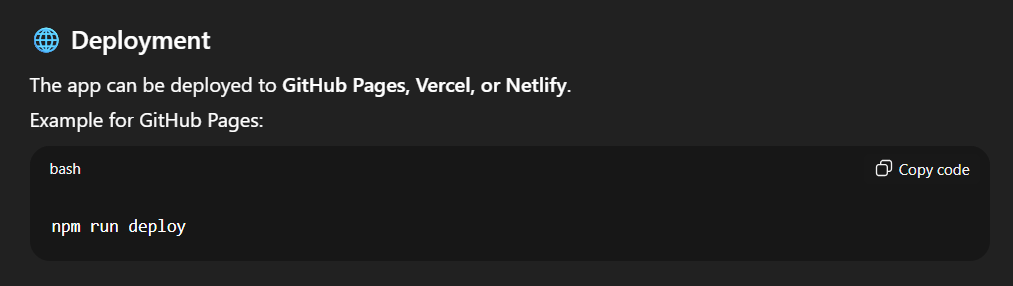 🌐 Deployment
The app can be deployed to GitHub Pages, Vercel, or Netlify.
Example for GitHub Pages:
bash
Copy code
npm run deploy